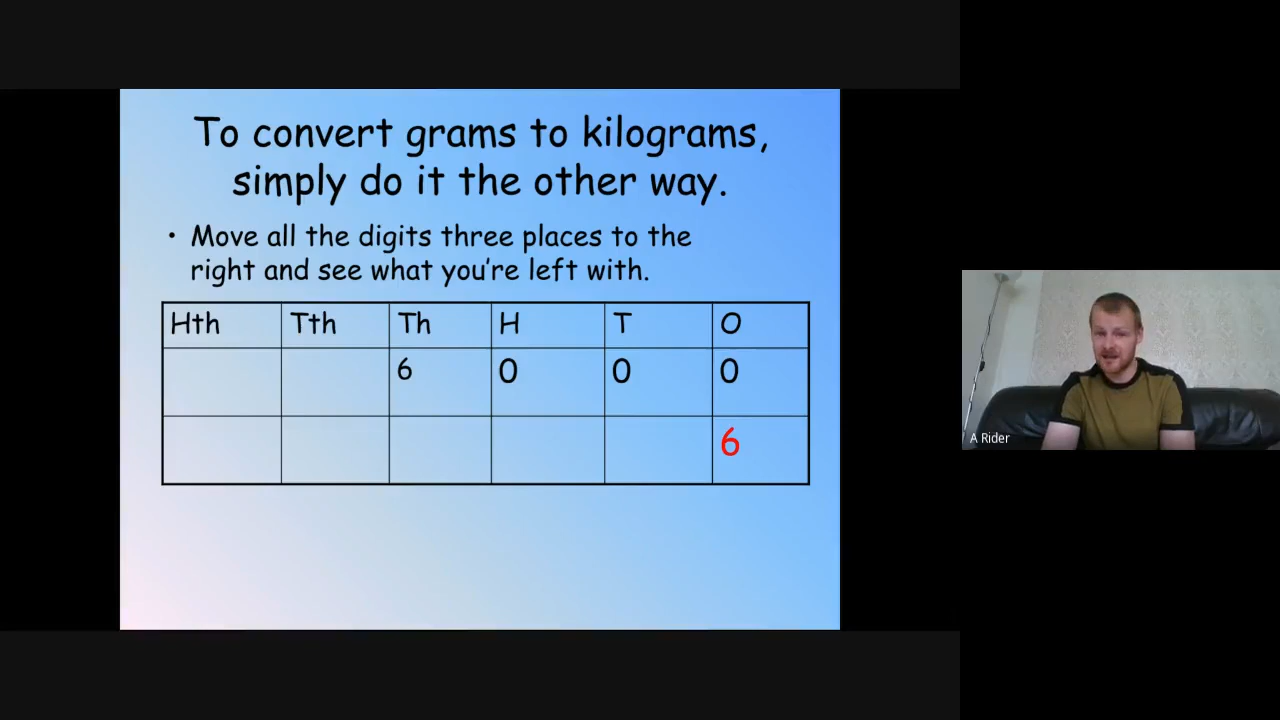 To convert grams to kilograms,
simply do it the other way.
• Move all the digits three places to the
right and see what you're left with.
Hth Tth Th H T O
6 0 0 0
6
A Rider